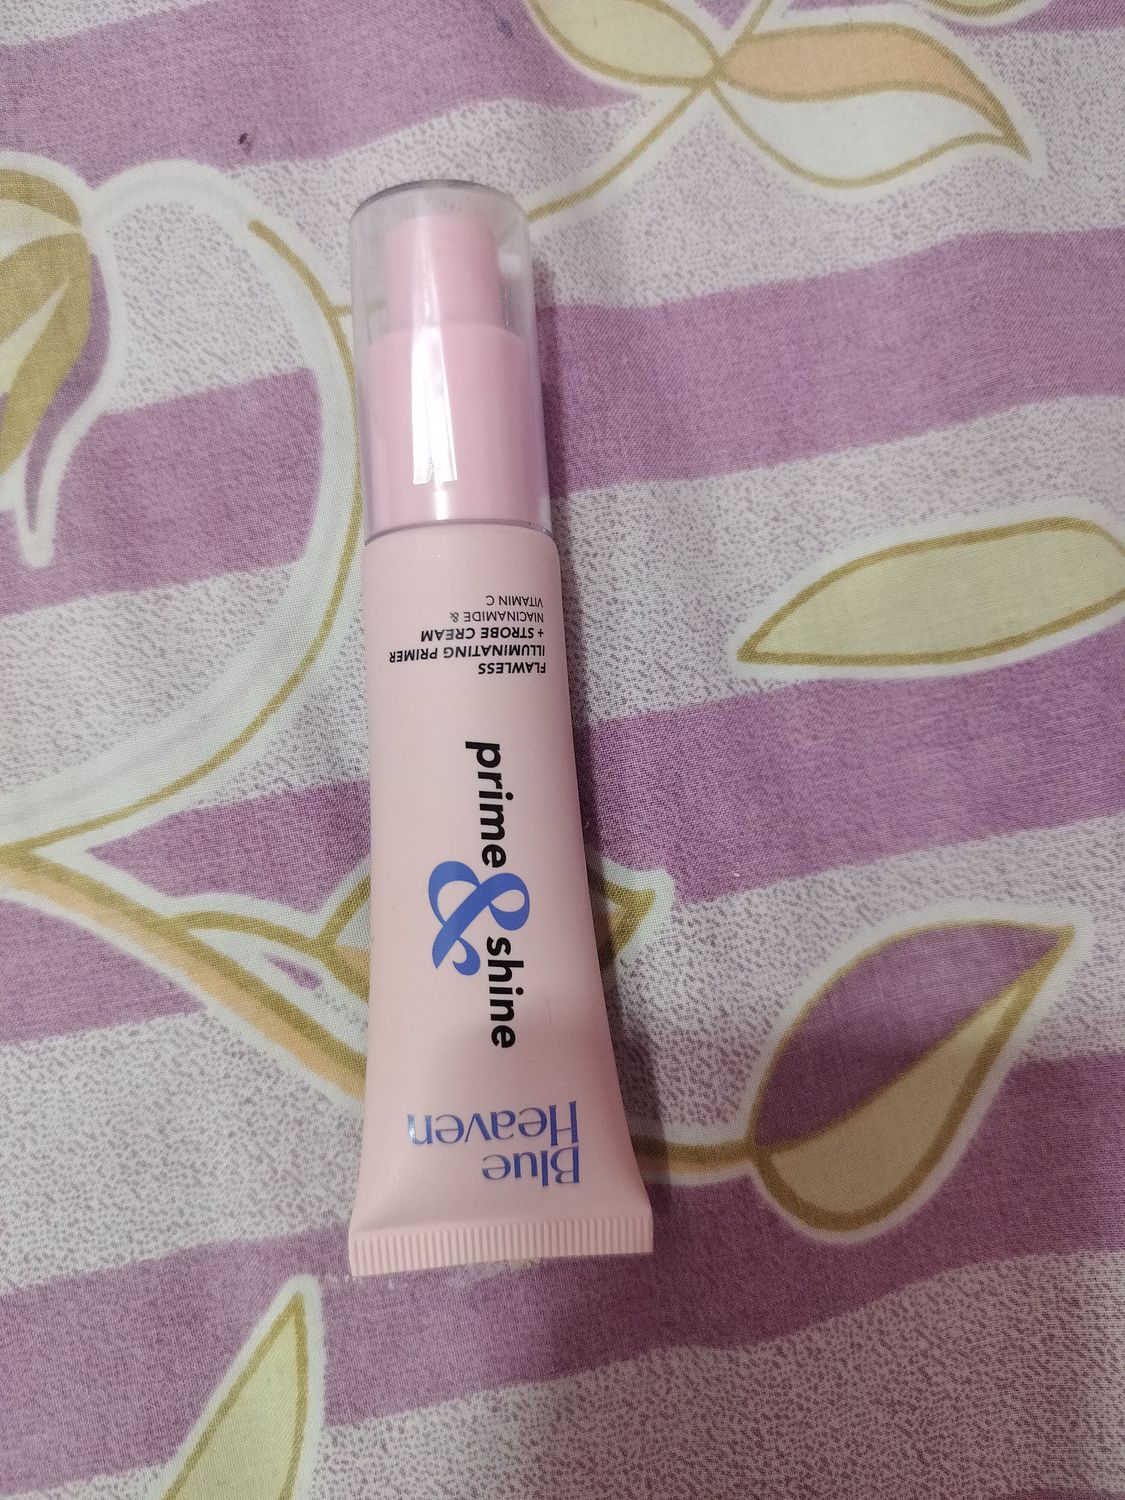 Blue
Heaven
prime & shine
FLAWLESS
ILLUMINATING PRIMER
+ STROBE CREAM
NIACINAMIDE &
VITAMIN C